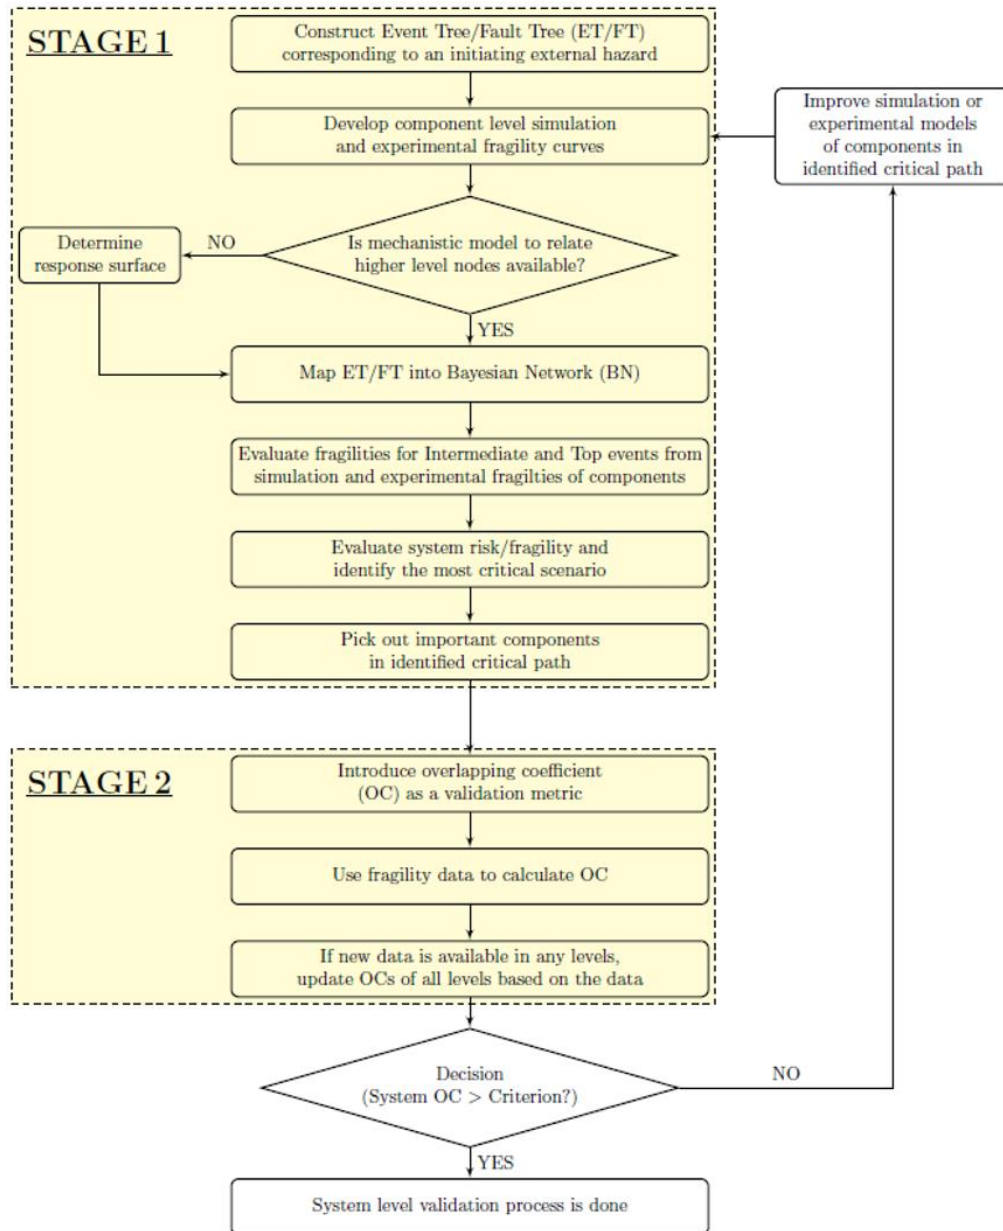 STAGE 1
Construct Event Tree/Fault Tree (ET/FT)
corresponding to an initiating external hazard
Develop component level simulation
and experimental fragility curves
Improve simulation or
experimental models
of components in
identified critical path
Is mechanistic model to relate
higher level nodes available?
NO
Determine
response surface
YES
Map ET/FT into Bayesian Network (BN)
Evaluate fragilities for Intermediate and Top events from
simulation and experimental fragilties of components
Evaluate system risk/fragility and
identify the most critical scenario
Pick out important components
in identified critical path
STAGE 2
Introduce overlapping coefficient
(OC) as a validation metric
Use fragility data to calculate OC
If new data is available in any levels,
update OCs of all levels based on the data
Decision
(System OC > Criterion?)
NO
YES
System level validation process is done